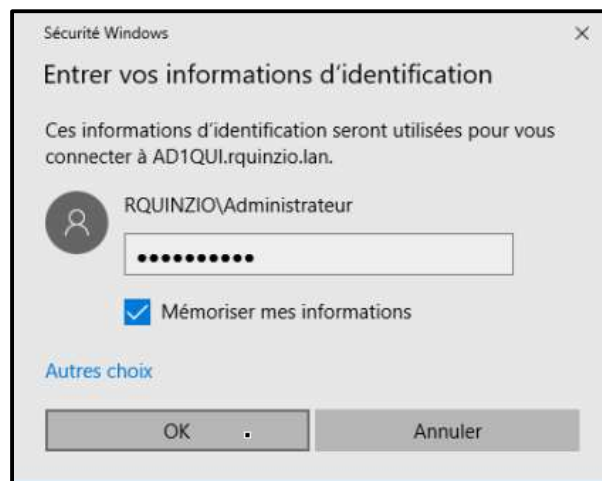 Sécurité Windows
Entrer vos informations d'identification
Ces informations d'identification seront utilisées pour vous
connecter à AD1QUI.rquinzio.lan.
RQUINZIO\Administrateur
••••••••••
Mémoriser mes informations
Autres choix
OK
Annuler